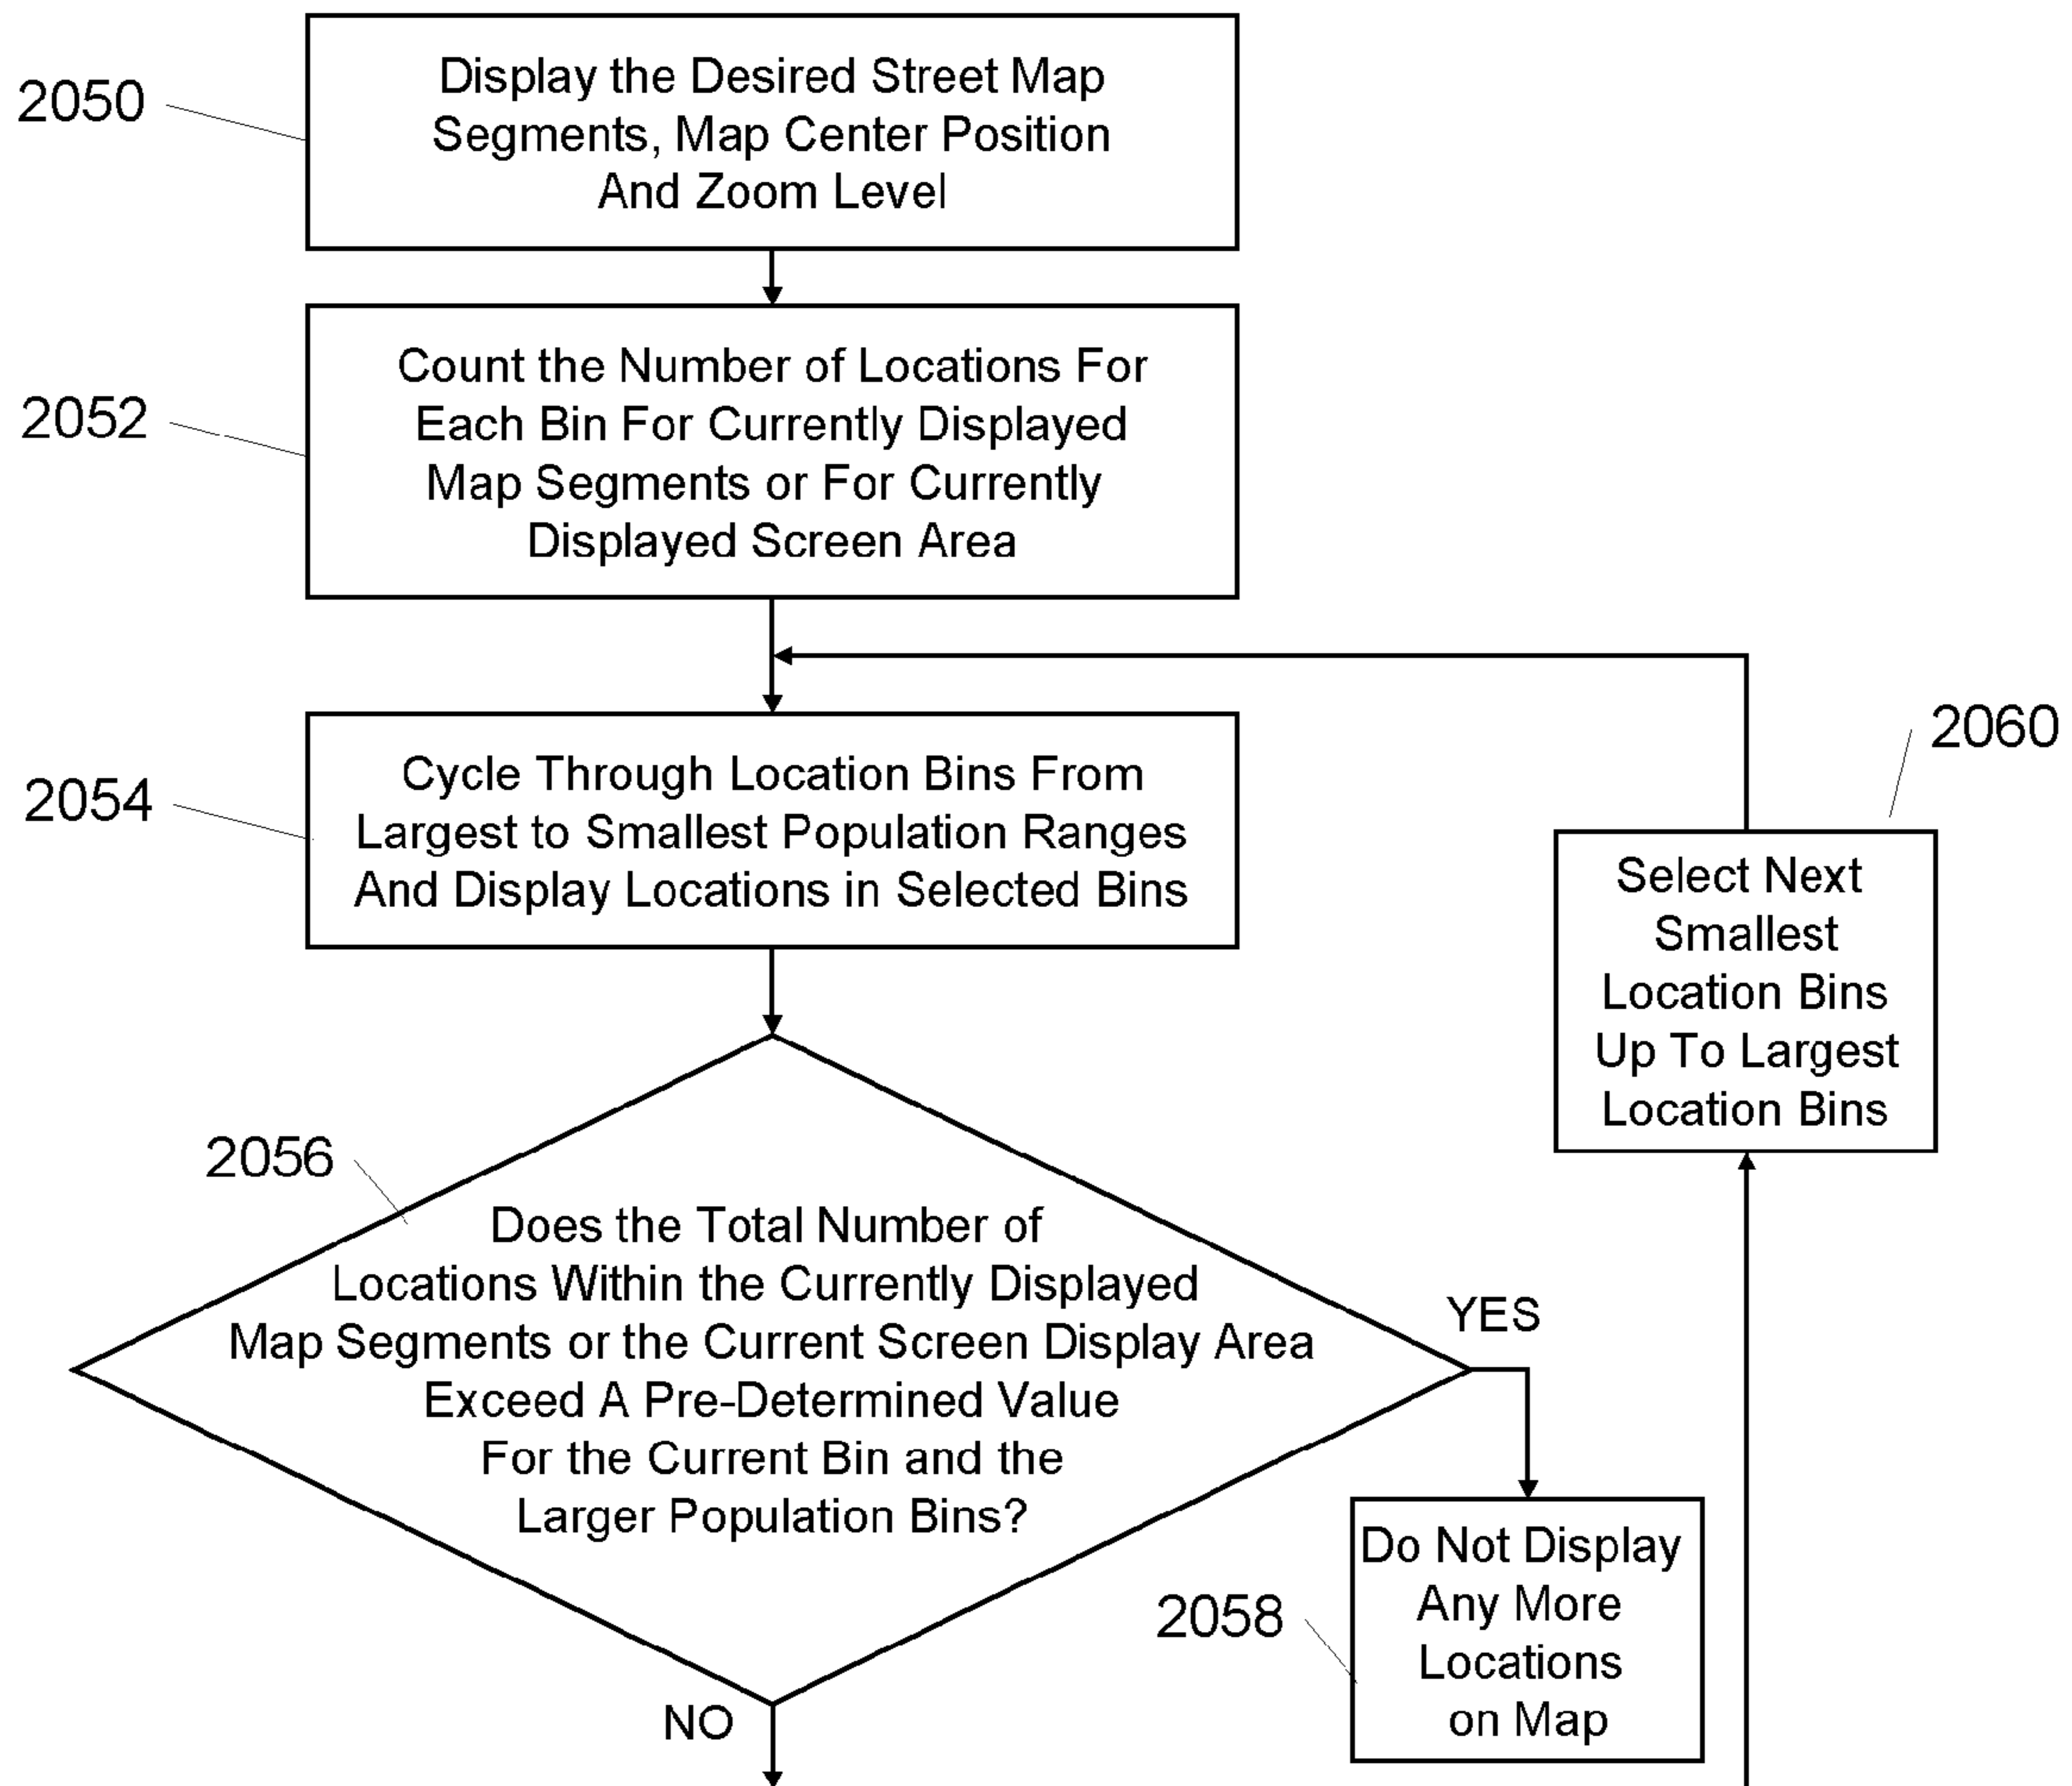 2050
Display the Desired Street Map
Segments, Map Center Position
And Zoom Level
2052
Count the Number of Locations For
Each Bin For Currently Displayed
Map Segments or For Currently
Displayed Screen Area
2054
Cycle Through Location Bins From
Largest to Smallest Population Ranges
And Display Locations in Selected Bins
2060
Select Next
Smallest
Location Bins
Up To Largest
Location Bins
2056
Does the Total Number of
Locations Within the Currently Displayed
Map Segments or the Current Screen Display Area
Exceed A Pre-Determined Value
For the Current Bin and the
Larger Population Bins?
YES
2058
Do Not Display
Any More
Locations
on Map
NO